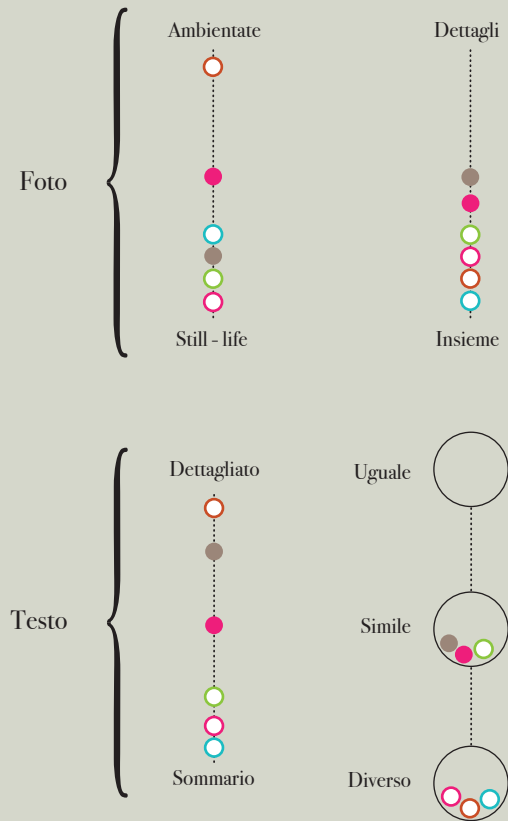 Ambientate
Dettagli
Foto
Still - life
Insieme
Dettagliato
Uguale
Testo
Simile
Sommario
Diverso